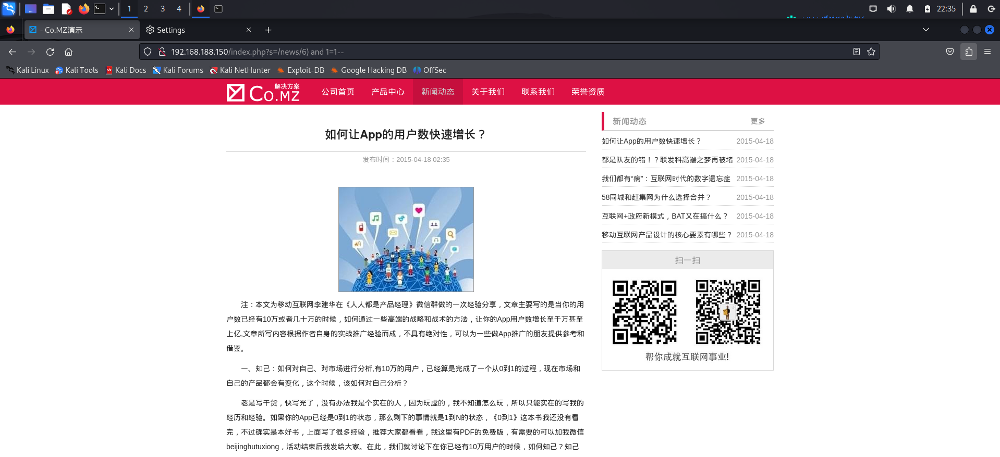 1 2 3 4 22:35
- Co.MZ演示 Settings
192.168.188.150/index.php?s=/news/6) and 1=1--
Kali Linux Kali Tools Kali Docs Kali Forums Kali NetHunter Exploit-DB Google Hacking DB OffSec
Co.MZ 解决方案 公司首页 产品中心 新闻动态 关于我们 联系我们 荣誉资质
如何让App的用户数快速增长？
发布时间：2015-04-18 02:35
注：本文为移动互联网李建华在《人人都是产品经理》微信群做的一次经验分享，文章主要写的是当你的用
户数已经有10万或者几十万的时候，如何通过一些高端的战略和战术的方法，让你的App用户数增长至千万甚至
上亿,文章所写内容根据作者自身的实战推广经验而成，不具有绝对性，可以为一些做App推广的朋友提供参考和
借鉴。
一、知己：如何对自己、对市场进行分析,有10万的用户，已经算是完成了一个从0到1的过程，现在市场和
自己的产品都会有变化，这个时候，该如何对自己分析？
老是写干货，快写光了，没有办法我是个实在的人，因为玩虚的，我不知道怎么玩，所以只能实在的写我的
经历和经验。如果你的App已经是0到1的状态，那么剩下的事情就是1到N的状态，《0到1》这本书我还没有看
完，不过确实是本好书，上面写了很多经验，推荐大家都看看，我这里有PDF的免费版，有需要的可以加我微信
beijinghutuxiong，活动结束后我发给大家。在此，我们就讨论下在你已经有10万用户的时候，如何知己？知己
新闻动态 更多
如何让App的用户数快速增长？ 2015-04-18
都是队友的错！？联发科高端之梦再被堵 2015-04-18
我们都有“病”：互联网时代的数字遗忘症 2015-04-18
58同城和赶集网为什么选择合并？ 2015-04-18
互联网+政府新模式，BAT又在搞什么？ 2015-04-18
移动互联网产品设计的核心要素有哪些？ 2015-04-18
扫一扫
帮你成就互联网事业!